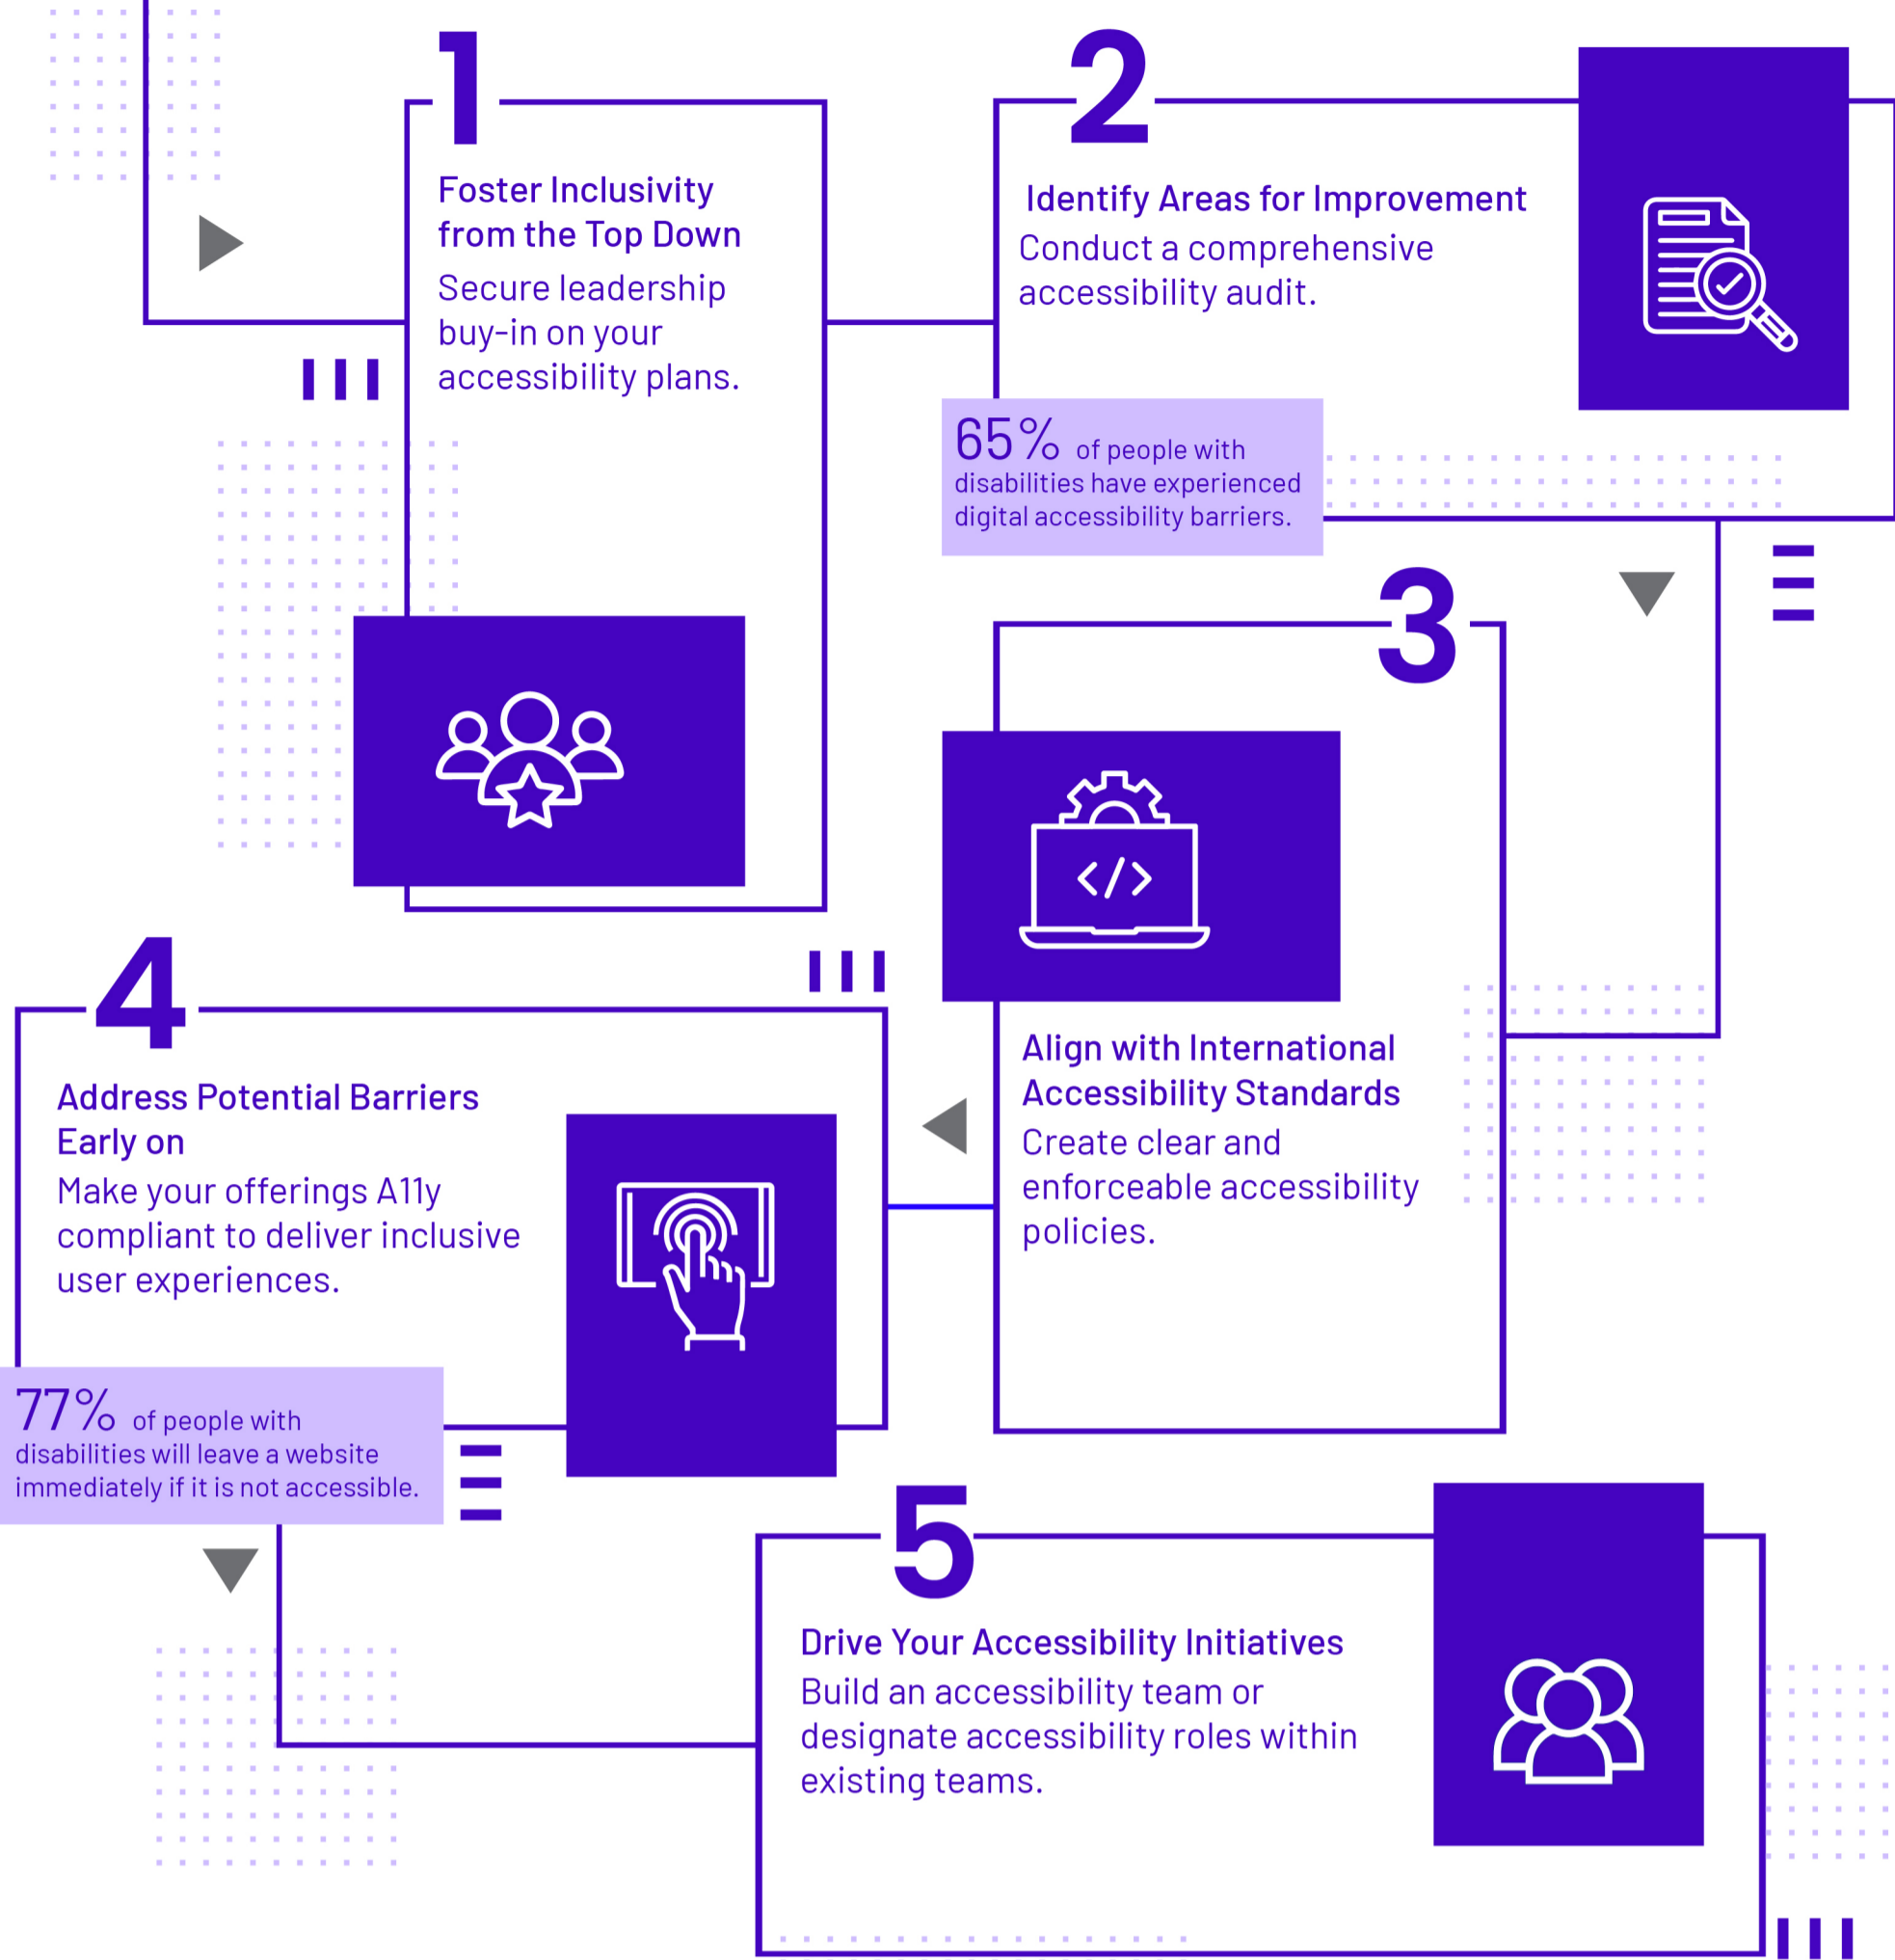 1
Foster Inclusivity
from the Top Down
Secure leadership
buy-in on your
accessibility plans.
2
Identify Areas for Improvement
Conduct a comprehensive
accessibility audit.
65% of people with
disabilities have experienced
digital accessibility barriers.
3
</>
Align with International
Accessibility Standards
Create clear and
enforceable accessibility
policies.
4
Address Potential Barriers
Early on
Make your offerings A11y
compliant to deliver inclusive
user experiences.
77% of people with
disabilities will leave a website
immediately if it is not accessible.
5
Drive Your Accessibility Initiatives
Build an accessibility team or
designate accessibility roles within
existing teams.